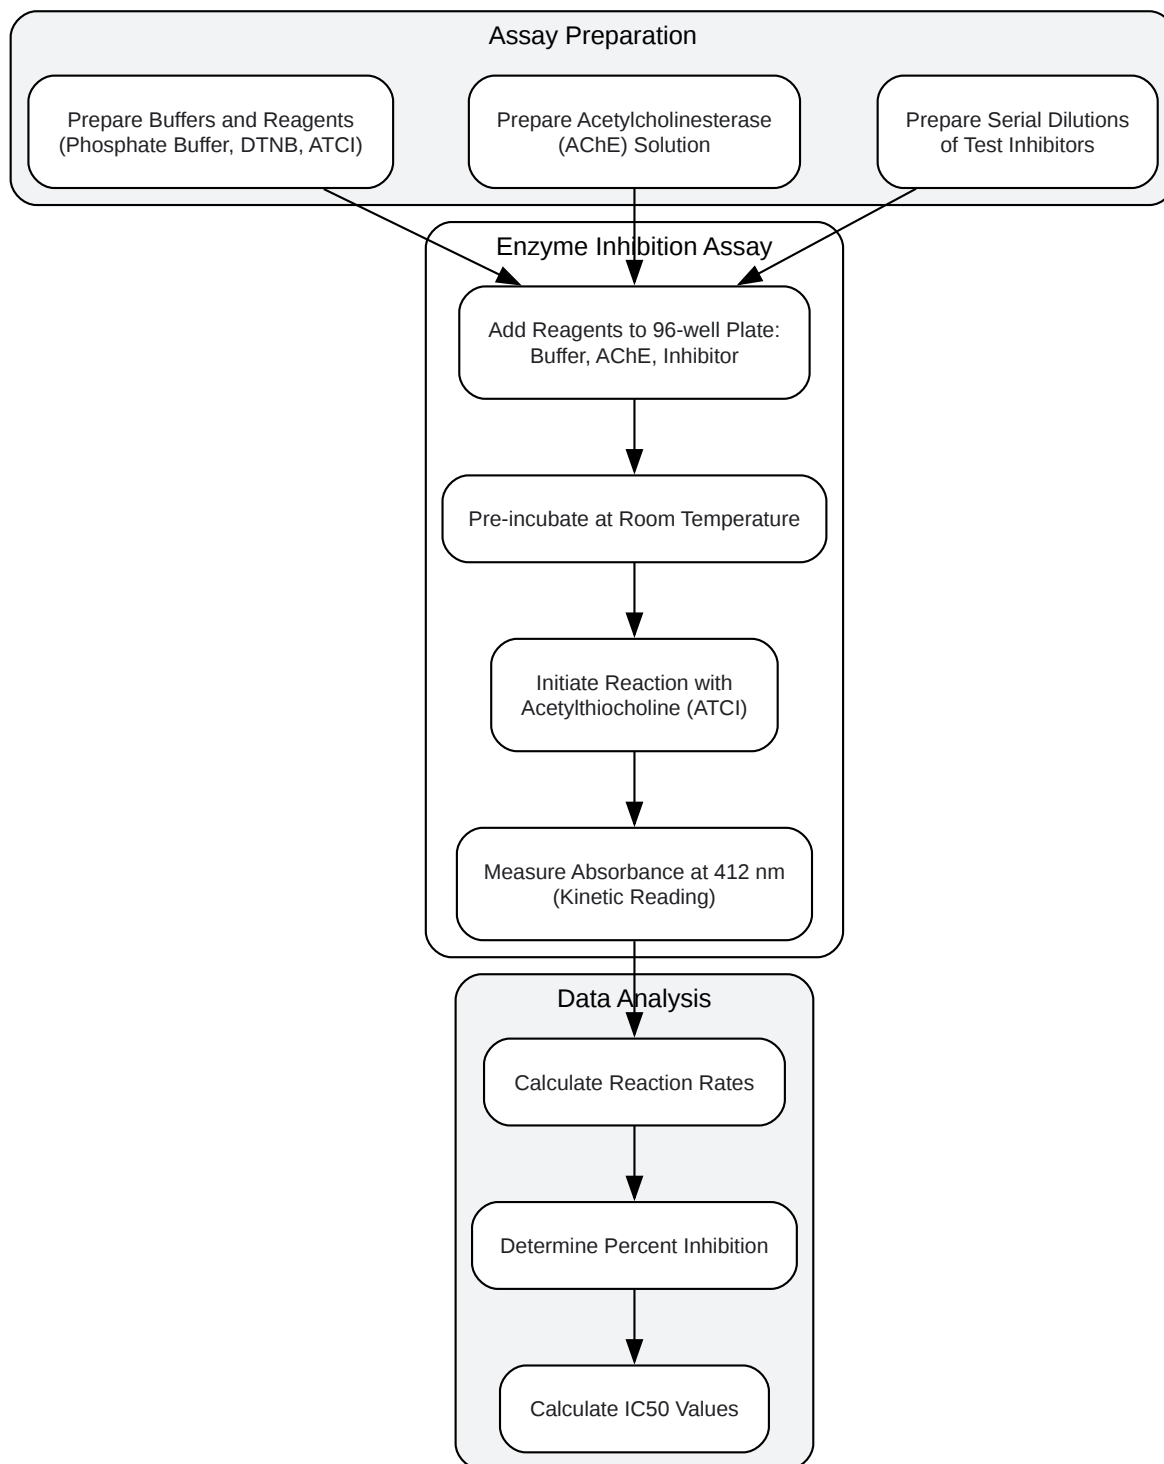 Assay Preparation
Prepare Buffers and Reagents
(Phosphate Buffer, DTNB, ATCI)
Prepare Acetylcholinesterase
(AChE) Solution
Prepare Serial Dilutions
of Test Inhibitors
Enzyme Inhibition Assay
Add Reagents to 96-well Plate:
Buffer, AChE, Inhibitor
Pre-incubate at Room Temperature
Initiate Reaction with
Acetylthiocholine (ATCI)
Measure Absorbance at 412 nm
(Kinetic Reading)
Data Analysis
Calculate Reaction Rates
Determine Percent Inhibition
Calculate IC50 Values